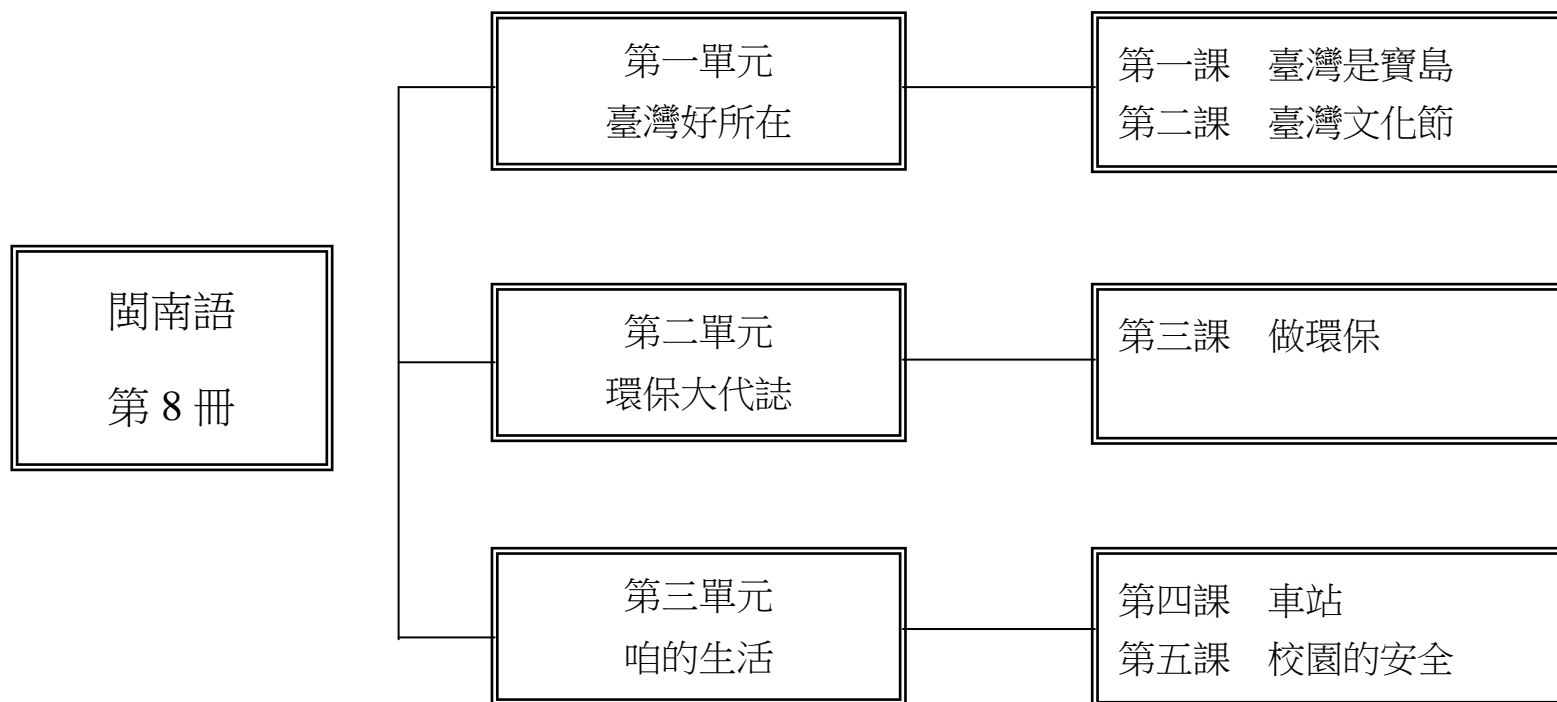 閩南語
第 8 冊
第一單元
臺灣好所在
第一課　臺灣是寶島
第二課　臺灣文化節
第二單元
環保大代誌
第三課　做環保
第三單元
咱的生活
第四課　車站
第五課　校園的安全